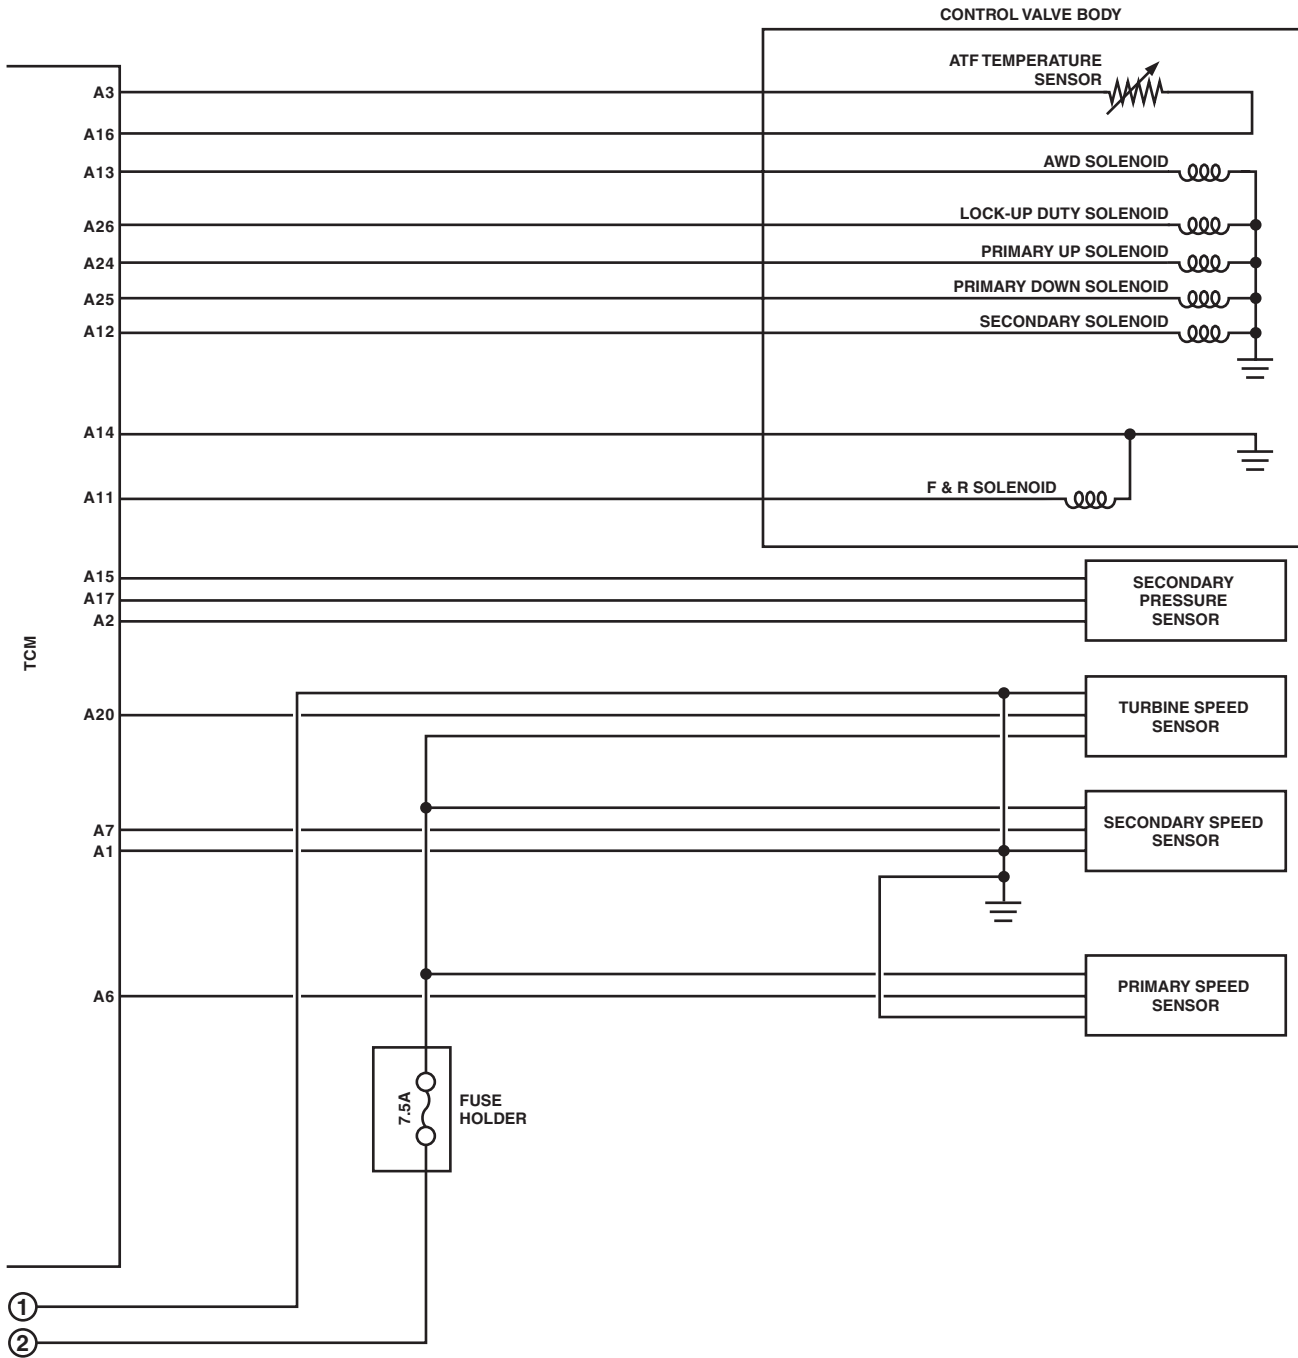 CONTROL VALVE BODY
ATF TEMPERATURE
SENSOR
A3
A16
A13
AWD SOLENOID
A26
LOCK-UP DUTY SOLENOID
A24
PRIMARY UP SOLENOID
A25
PRIMARY DOWN SOLENOID
A12
SECONDARY SOLENOID
A14
A11
F & R SOLENOID
A15
A17
A2
SECONDARY
PRESSURE
SENSOR
TCM
A20
TURBINE SPEED
SENSOR
A7
A1
SECONDARY SPEED
SENSOR
A6
PRIMARY SPEED
SENSOR
7.5A
FUSE
HOLDER
1
2